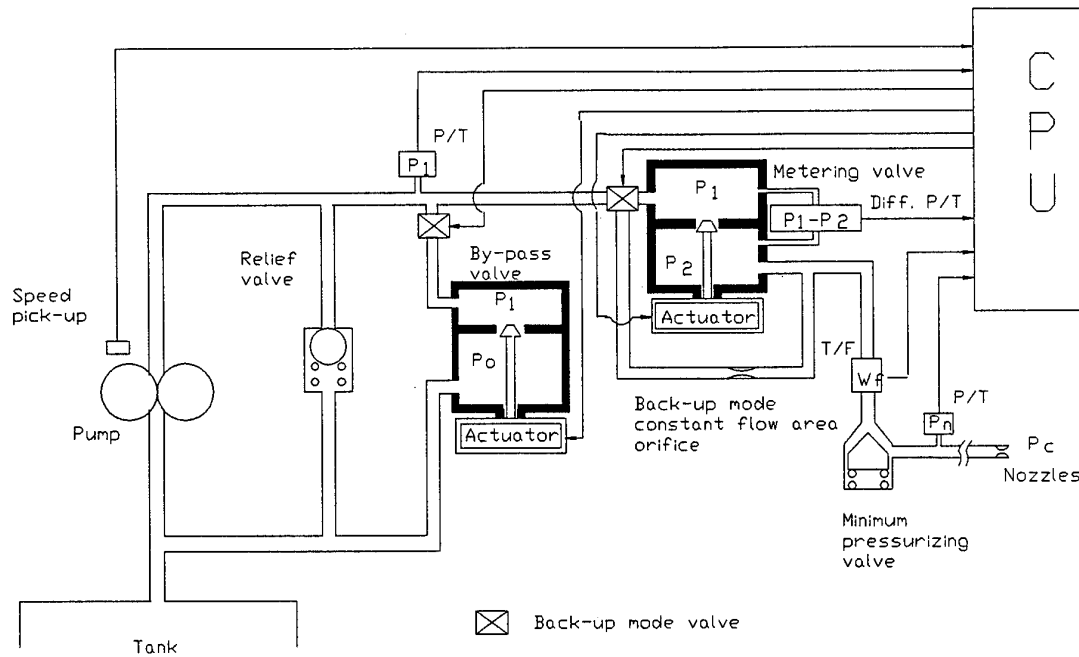 CPU
P/T
P1
Metering valve
P1
P1-P2
Diff. P/T
P2
Actuator
By-pass
valve
P1
Relief
valve
Speed
pick-up
Po
T/F
Wf
Pump
Actuator
Back-up mode
constant flow area
orifice
P/T
Pn
Pc
Nozzles
Minimum
pressurizing
valve
Back-up mode valve
Tank